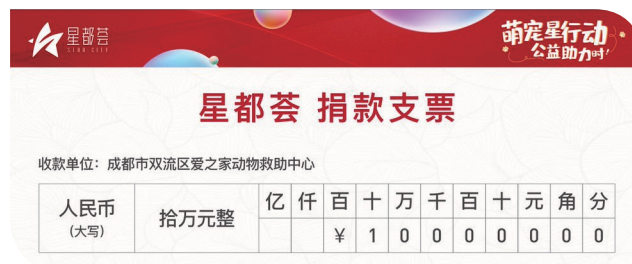 星都荟
STAR CITY
萌宠星行动
公益助力时!
星都荟 捐款支票
收款单位:成都市双流区爱之家动物救助中心
人民币
(大写)
拾万元整
亿 仟 百 十 万 千 百 十 元 角 分
¥ 1 0 0 0 0 0 0 0